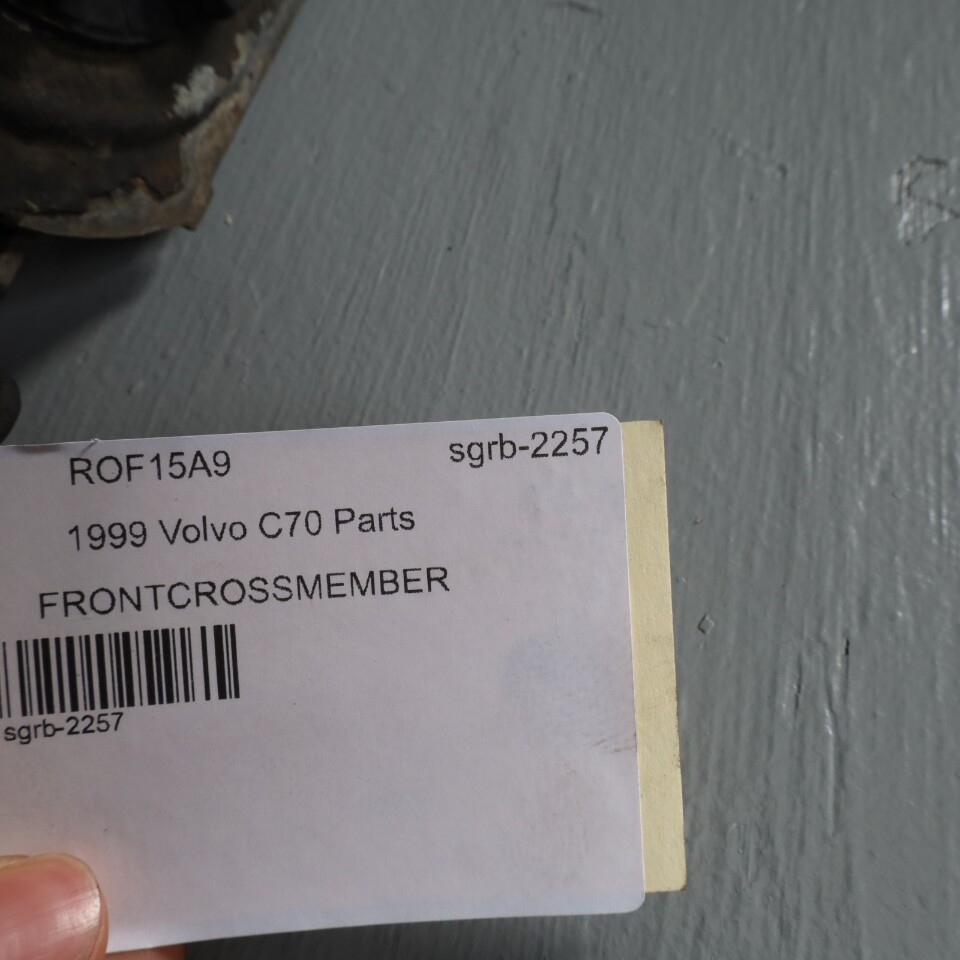 ROF15A9 sgrb-2257
1999 Volvo C70 Parts
FRONTCROSSMEMBER
sgrb-2257